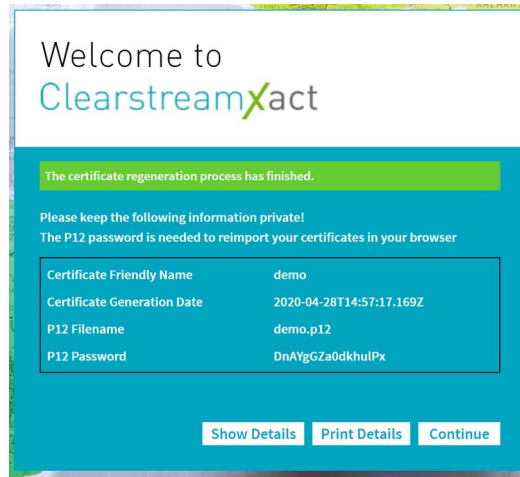 Welcome to
ClearstreamXact
The certificate regeneration process has finished.
Please keep the following information private!
The P12 password is needed to reimport your certificates in your browser
Certificate Friendly Name demo
Certificate Generation Date 2020-04-28T14:57:17.169Z
P12 Filename demo.p12
P12 Password DnAYgGZa0dkhulPx
Show Details Print Details Continue